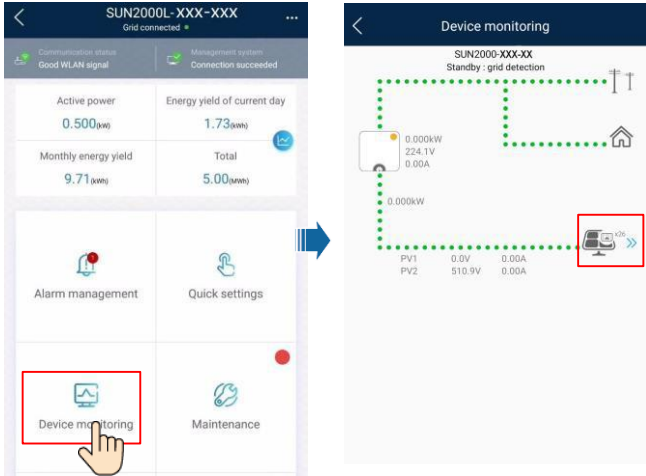 SUN2000L-XXX-XXX
...
Grid connected
Communication status
Good WLAN signal
Management system
Connection succeeded
Active power
0.500(kW)
Energy yield of current day
1.73(kWh)
Monthly energy yield
9.71(kWh)
Total
5.00(MWh)
1
Alarm management
Quick settings
Device monitoring
Maintenance
Device monitoring
SUN2000-XXX-XX
Standby : grid detection
0.000kW
224.1V
0.00A
0.000kW
x26
PV1 0.0V 0.00A
PV2 510.9V 0.00A